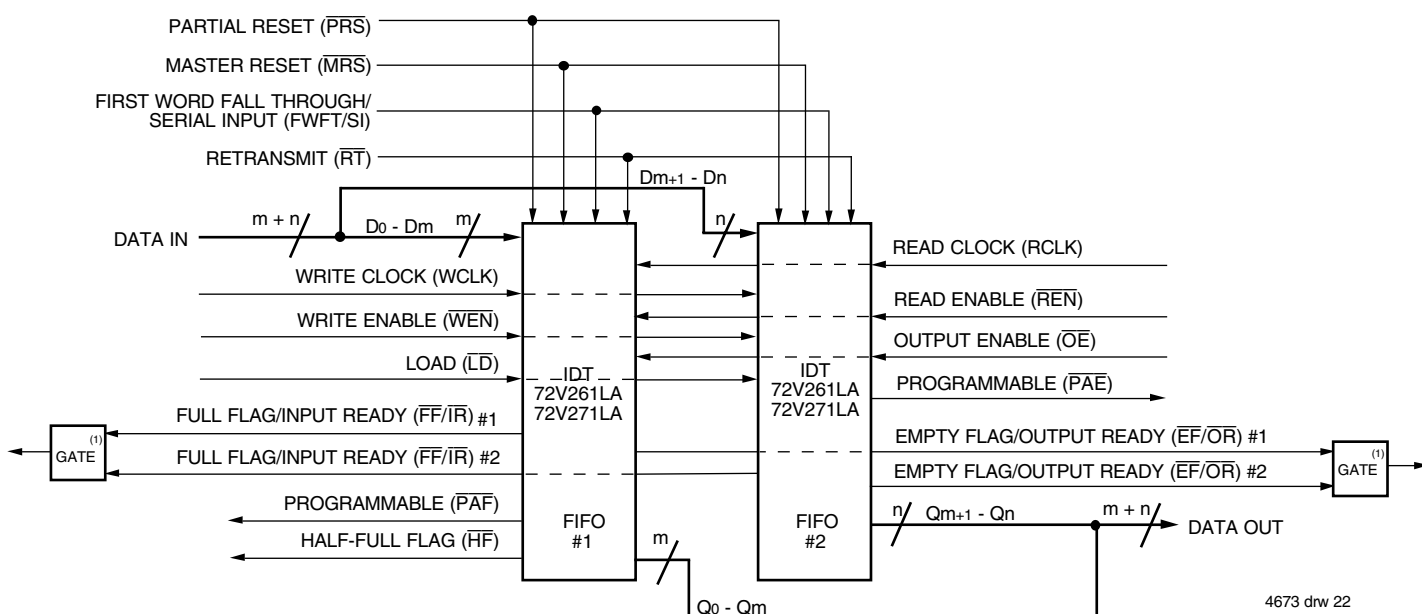 PARTIAL RESET (PRS)
MASTER RESET (MRS)
FIRST WORD FALL THROUGH/
SERIAL INPUT (FWFT/SI)
RETRANSMIT (RT)
Dm+1 - Dn
m + n
D0 - Dm
m
n
DATA IN
READ CLOCK (RCLK)
WRITE CLOCK (WCLK)
READ ENABLE (REN)
WRITE ENABLE (WEN)
OUTPUT ENABLE (OE)
LOAD (LD)
IDT
72V261LA
72V271LA
IDT
72V261LA
72V271LA
PROGRAMMABLE (PAE)
FULL FLAG/INPUT READY (FF/IR) #1
EMPTY FLAG/OUTPUT READY (EF/OR) #1
(1)
GATE
FULL FLAG/INPUT READY (FF/IR) #2
EMPTY FLAG/OUTPUT READY (EF/OR) #2
(1)
GATE
PROGRAMMABLE (PAF)
FIFO
#1
FIFO
#2
n
Qm+1 - Qn
m + n
DATA OUT
HALF-FULL FLAG (HF)
m
Q0 - Qm
4673 drw 22